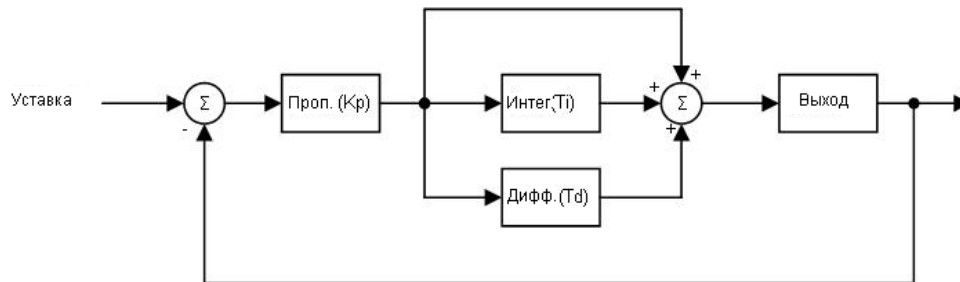 +
Уставка
Σ
-
Проп.(Kp)
+
Интег,(Ti)
Σ
+
Выход
Дифф.(Td)